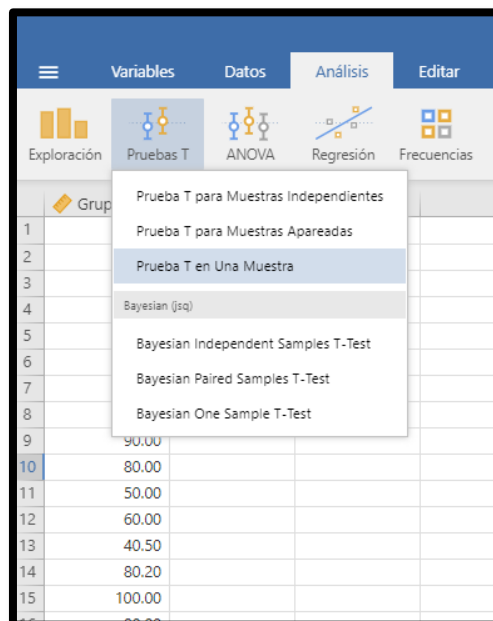 Variables Datos Análisis Editar
Exploración Pruebas T ANOVA Regresión Frecuencias
Prueba T para Muestras Independientes
Prueba T para Muestras Apareadas
Prueba T en Una Muestra
Bayesian (jsq)
Bayesian Independent Samples T-Test
Bayesian Paired Samples T-Test
Bayesian One Sample T-Test
Grup
1
2
3
4
5
6
7
8
9 90.00
10 80.00
11 50.00
12 60.00
13 40.50
14 80.20
15 100.00